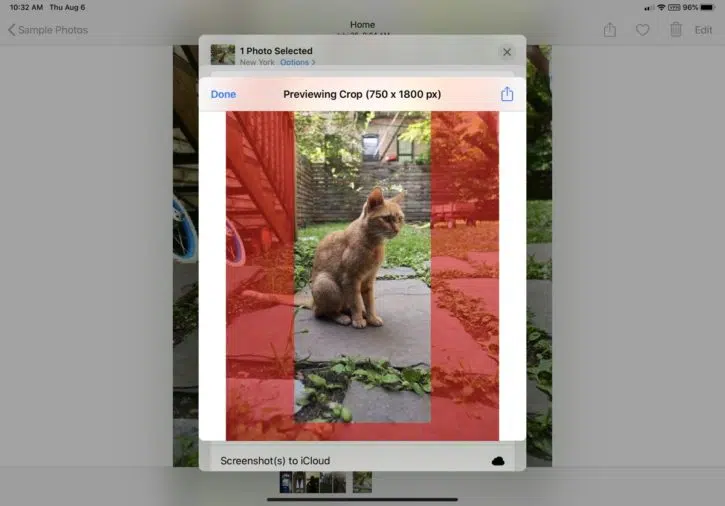 10:32 AM Thu Aug 6
VPN 96%
Sample Photos
Home
Edit
1 Photo Selected
New York Options
Done
Previewing Crop (750 x 1800 px)
Screenshot(s) to iCloud